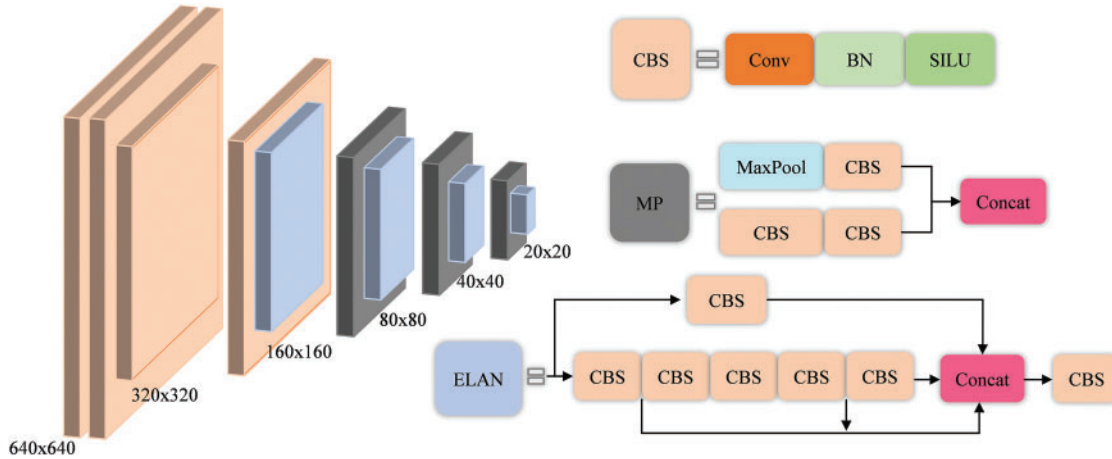 CBS
Conv
BN
SILU
MP
MaxPool
CBS
CBS
CBS
Concat
ELAN
CBS
CBS
CBS
CBS
CBS
CBS
Concat
CBS
640x640
320x320
160x160
80x80
40x40
20x20